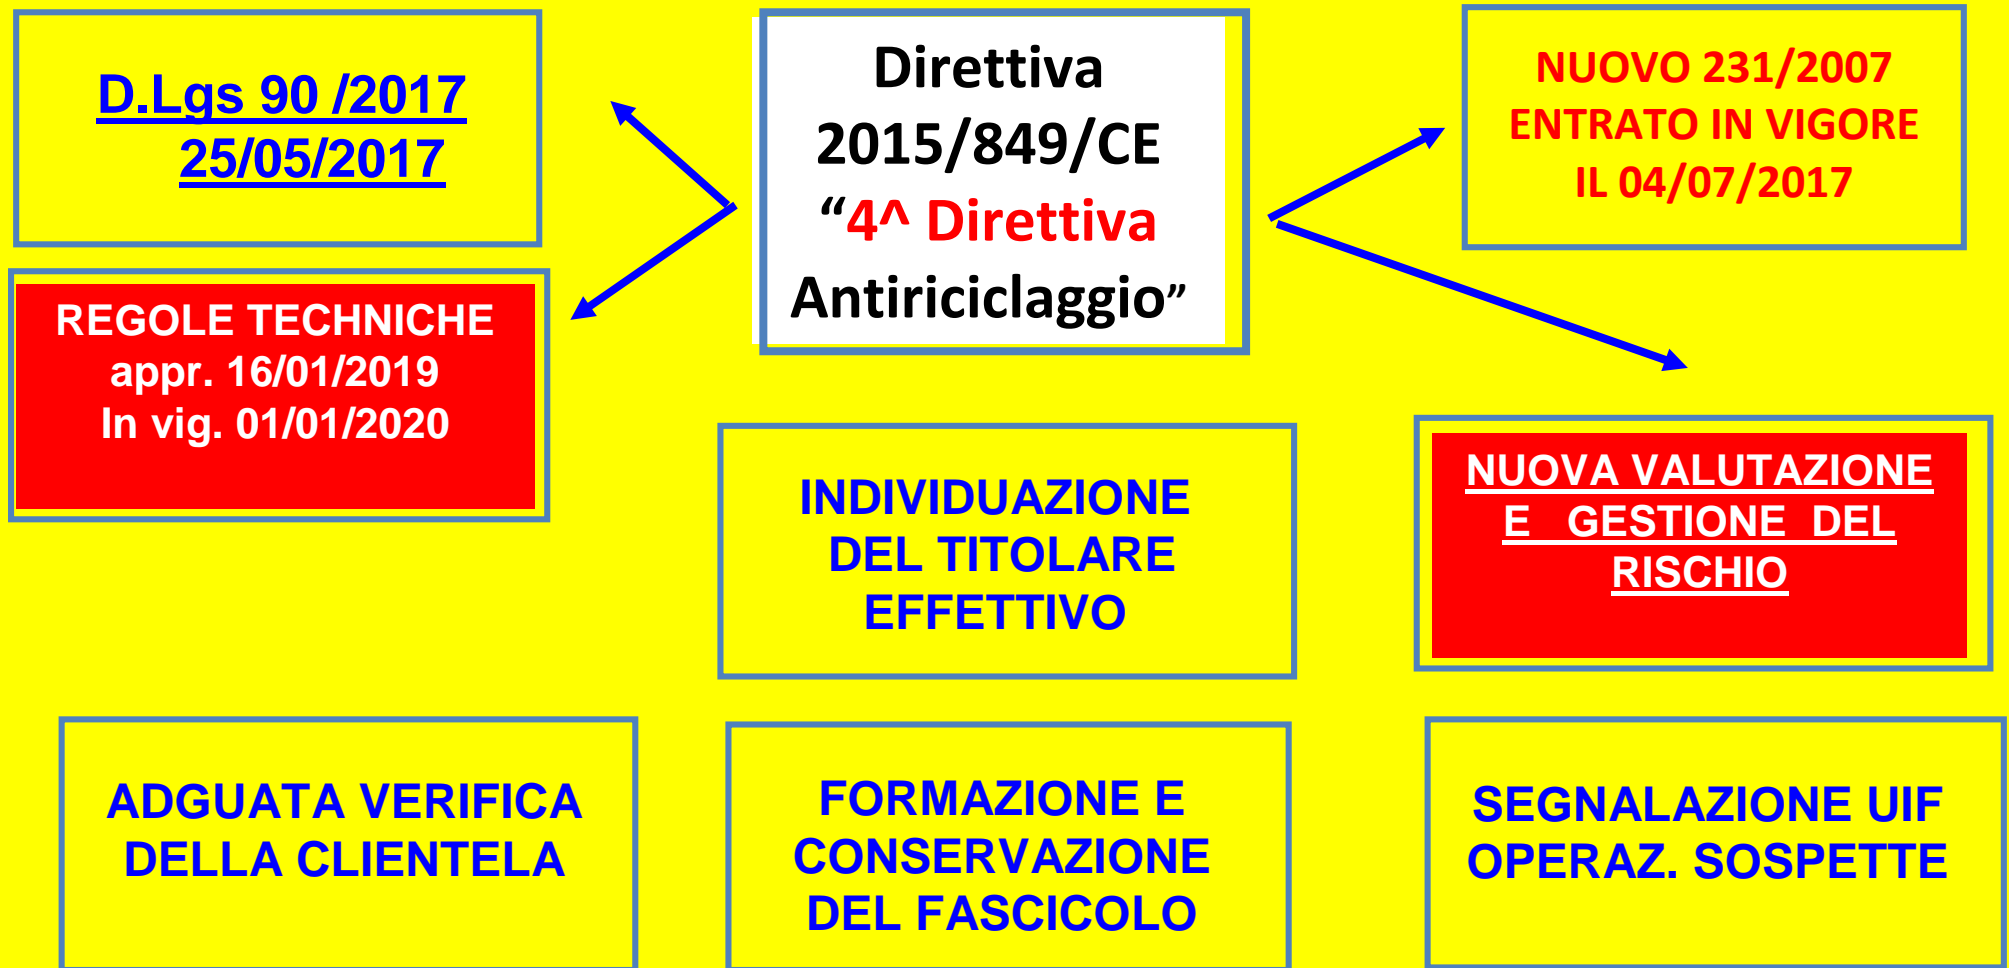 D.Lgs 90 /2017
25/05/2017
Direttiva
2015/849/CE
“4^ Direttiva
Antiriciclaggio”
NUOVO 231/2007
ENTRATO IN VIGORE
IL 04/07/2017
REGOLE TECHNICHE
appr. 16/01/2019
In vig. 01/01/2020
INDIVIDUAZIONE
DEL TITOLARE
EFFETTIVO
NUOVA VALUTAZIONE
E GESTIONE DEL
RISCHIO
ADGUATA VERIFICA
DELLA CLIENTELA
FORMAZIONE E
CONSERVAZIONE
DEL FASCICOLO
SEGNALAZIONE UIF
OPERAZ. SOSPETTE